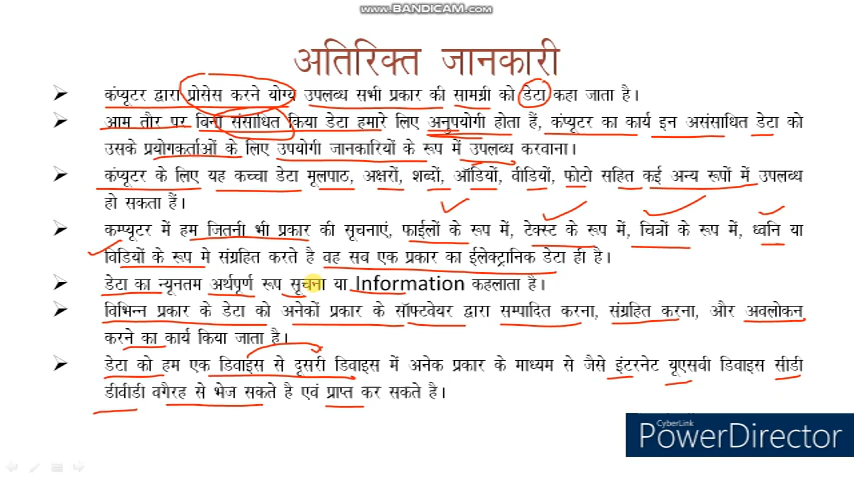 www.BANDICAM.com
अतिरिक्त जानकारी
➢ कंप्यूटर द्वारा प्रोसेस करने योग्य उपलब्ध सभी प्रकार की सामग्री को डेटा कहा जाता है।
➢ आम तौर पर बिना संसाधित किया डेटा हमारे लिए अनुपयोगी होता हैं, कंप्यूटर का कार्य इन असंसाधित डेटा को
उसके प्रयोगकर्ताओं के लिए उपयोगी जानकारियों के रूप में उपलब्ध करवाना।
➢ कंप्यूटर के लिए यह कच्चा डेटा मूलपाठ, अक्षरों, शब्दों, ऑडियों, वीडियों, फोटो सहित कई अन्य रूपों में उपलब्ध
हो सकता हैं।
➢ कम्प्यूटर में हम जितनी भी प्रकार की सूचनाएं, फाईलों के रूप में, टेक्स्ट के रूप में, चित्रों के रूप में, ध्वनि या
विडियों के रूप मे संग्रहित करते है वह सब एक प्रकार का ईलेक्ट्रानिक डेटा ही है।
➢ डेटा का न्यूनतम अर्थपूर्ण रूप सूचना या Information कहलाता है।
➢ विभिन्न प्रकार के डेटा को अनेकों प्रकार के सॉफ्टवेयर द्वारा सम्पादित करना, संग्रहित करना, और अवलोकन
करने का कार्य किया जाता है।
➢ डेटा को हम एक डिवाइस से दूसरी डिवाइस में अनेक प्रकार के माध्यम से जैसे इंटरनेट यूएसवी डिवाइस सीडी
डीवीडी वगैरह से भेज सकते है एवं प्राप्त कर सकते है।
CyberLink
PowerDirector